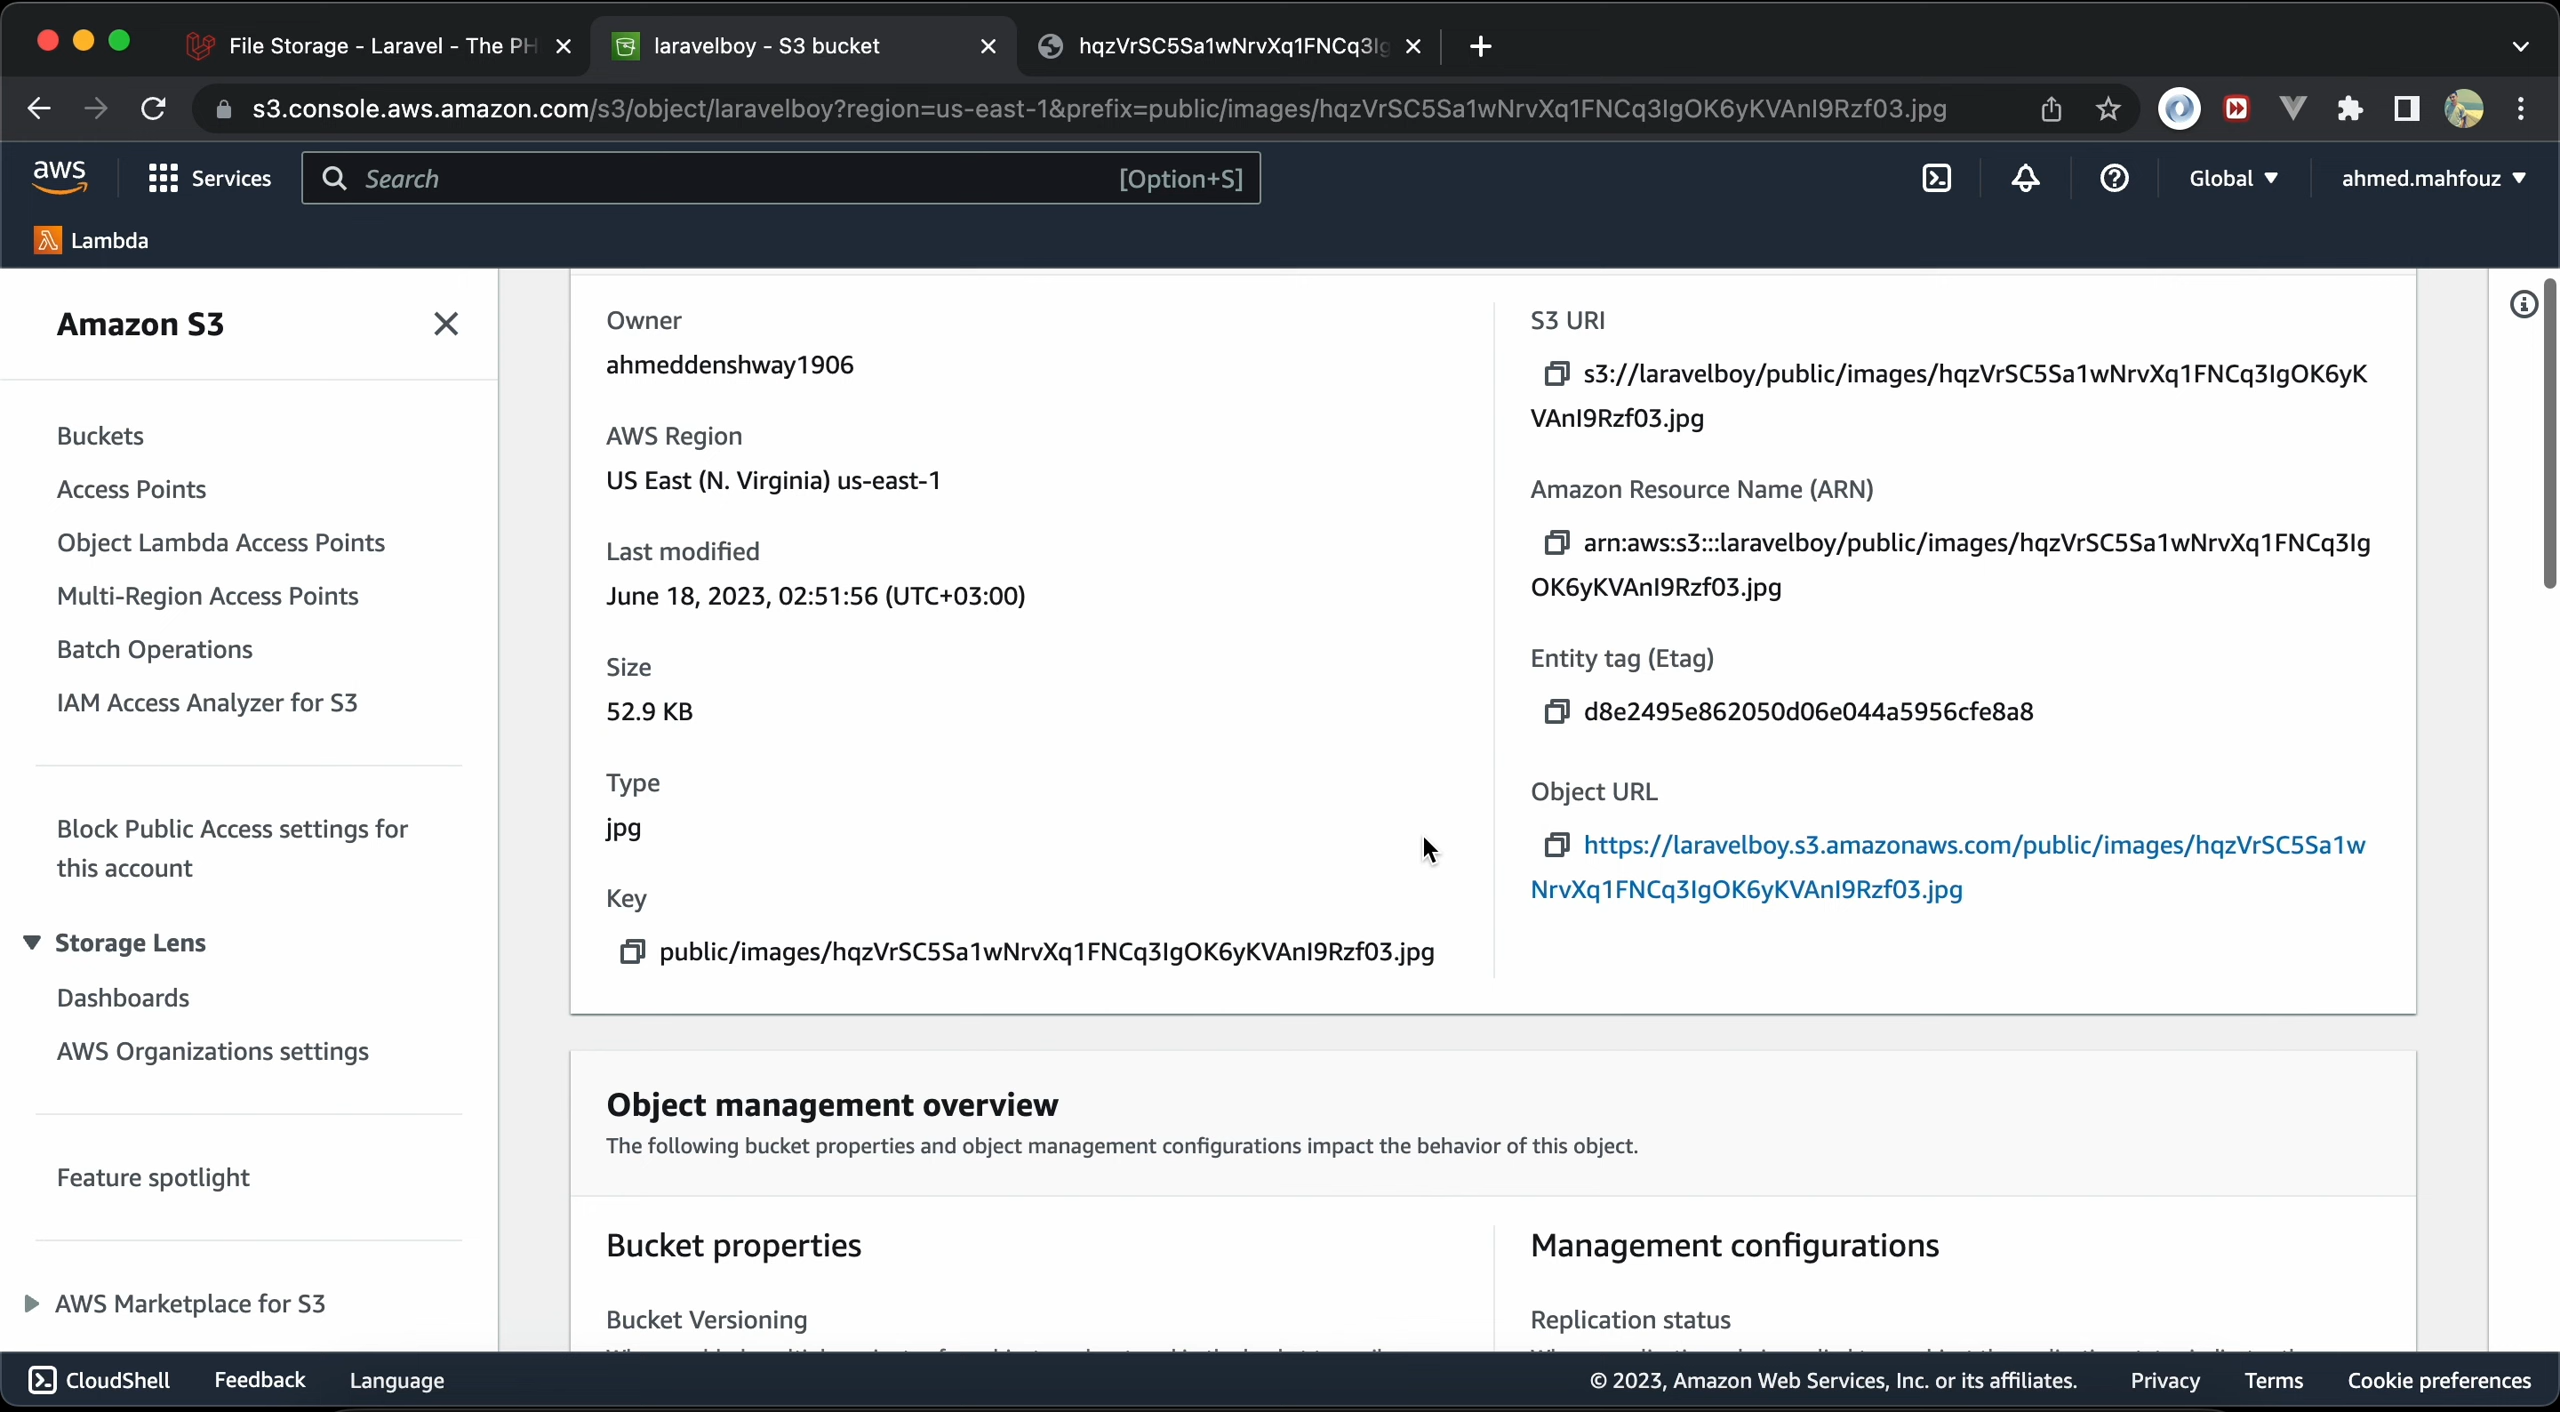 File Storage - Laravel - The PH
laravelboy - S3 bucket
hqzVrSC5Sa1wNrvXq1FNCq3Ig
s3.console.aws.amazon.com/s3/object/laravelboy?region=us-east-1&prefix=public/images/hqzVrSC5Sa1wNrvXq1FNCq3IgOK6yKVAnI9Rzf03.jpg
aws
Services
Search
[Option+S]
Global
ahmed.mahfouz
Lambda
Amazon S3
Buckets
Access Points
Object Lambda Access Points
Multi-Region Access Points
Batch Operations
IAM Access Analyzer for S3
Block Public Access settings for
this account
Storage Lens
Dashboards
AWS Organizations settings
Feature spotlight
AWS Marketplace for S3
Owner
ahmeddenshway1906
AWS Region
US East (N. Virginia) us-east-1
Last modified
June 18, 2023, 02:51:56 (UTC+03:00)
Size
52.9 KB
Type
jpg
Key
public/images/hqzVrSC5Sa1wNrvXq1FNCq3IgOK6yKVAnI9Rzf03.jpg
S3 URI
s3://laravelboy/public/images/hqzVrSC5Sa1wNrvXq1FNCq3IgOK6yK
VAnI9Rzf03.jpg
Amazon Resource Name (ARN)
arn:aws:s3:::laravelboy/public/images/hqzVrSC5Sa1wNrvXq1FNCq3Ig
OK6yKVAnI9Rzf03.jpg
Entity tag (Etag)
d8e2495e862050d06e044a5956cfe8a8
Object URL
https://laravelboy.s3.amazonaws.com/public/images/hqzVrSC5Sa1w
NrvXq1FNCq3IgOK6yKVAnI9Rzf03.jpg
Object management overview
The following bucket properties and object management configurations impact the behavior of this object.
Bucket properties
Bucket Versioning
Management configurations
Replication status
CloudShell
Feedback
Language
© 2023, Amazon Web Services, Inc. or its affiliates.
Privacy
Terms
Cookie preferences